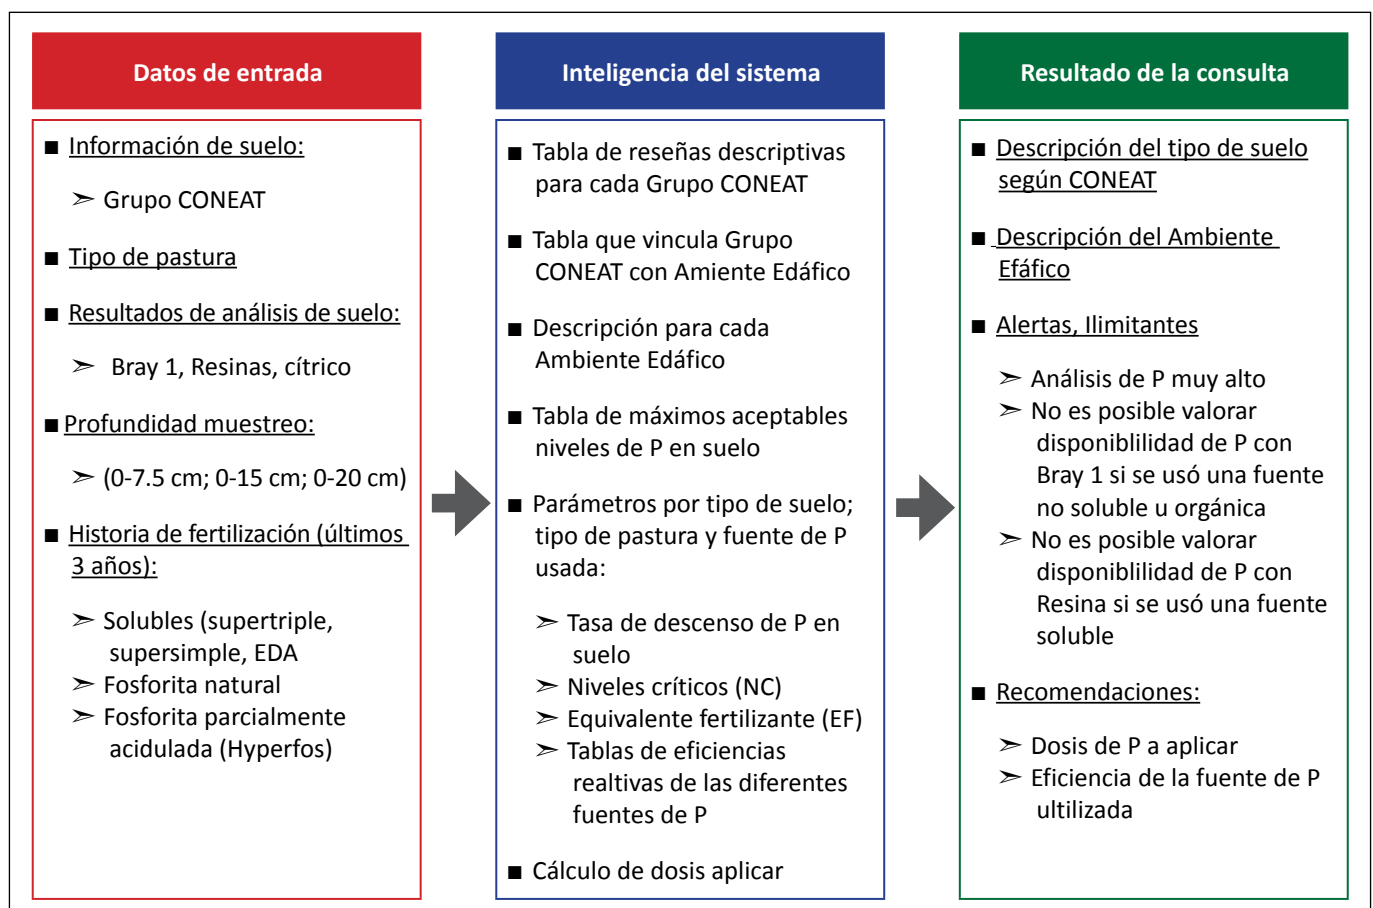 Datos de entrada
■ Información de suelo:
➣ Grupo CONEAT
■ Tipo de pastura
■ Resultados de análisis de suelo:
➣ Bray 1, Resinas, cítrico
■ Profundidad muestreo:
➣ (0-7.5 cm; 0-15 cm; 0-20 cm)
■ Historia de fertilización (últimos
3 años):
➣ Solubles (supertriple,
supersimple, EDA
➣ Fosforita natural
➣ Fosforita parcialmente
acidulada (Hyperfos)
Inteligencia del sistema
■ Tabla de reseñas descriptivas
para cada Grupo CONEAT
■ Tabla que vincula Grupo
CONEAT con Amiente Edáfico
■ Descripción para cada
Ambiente Edáfico
■ Tabla de máximos aceptables
niveles de P en suelo
■ Parámetros por tipo de suelo;
tipo de pastura y fuente de P
usada:
➣ Tasa de descenso de P en
suelo
➣ Niveles críticos (NC)
➣ Equivalente fertilizante (EF)
➣ Tablas de eficiencias
realtivas de las diferentes
fuentes de P
■ Cálculo de dosis aplicar
Resultado de la consulta
■ Descripción del tipo de suelo
según CONEAT
■ Descripción del Ambiente
Efáfico
■ Alertas, Ilimitantes
➣ Análisis de P muy alto
➣ No es posible valorar
disponiblilidad de P con
Bray 1 si se usó una fuente
no soluble u orgánica
➣ No es posible valorar
disponiblilidad de P con
Resina si se usó una fuente
soluble
■ Recomendaciones:
➣ Dosis de P a aplicar
➣ Eficiencia de la fuente de P
ultilizada